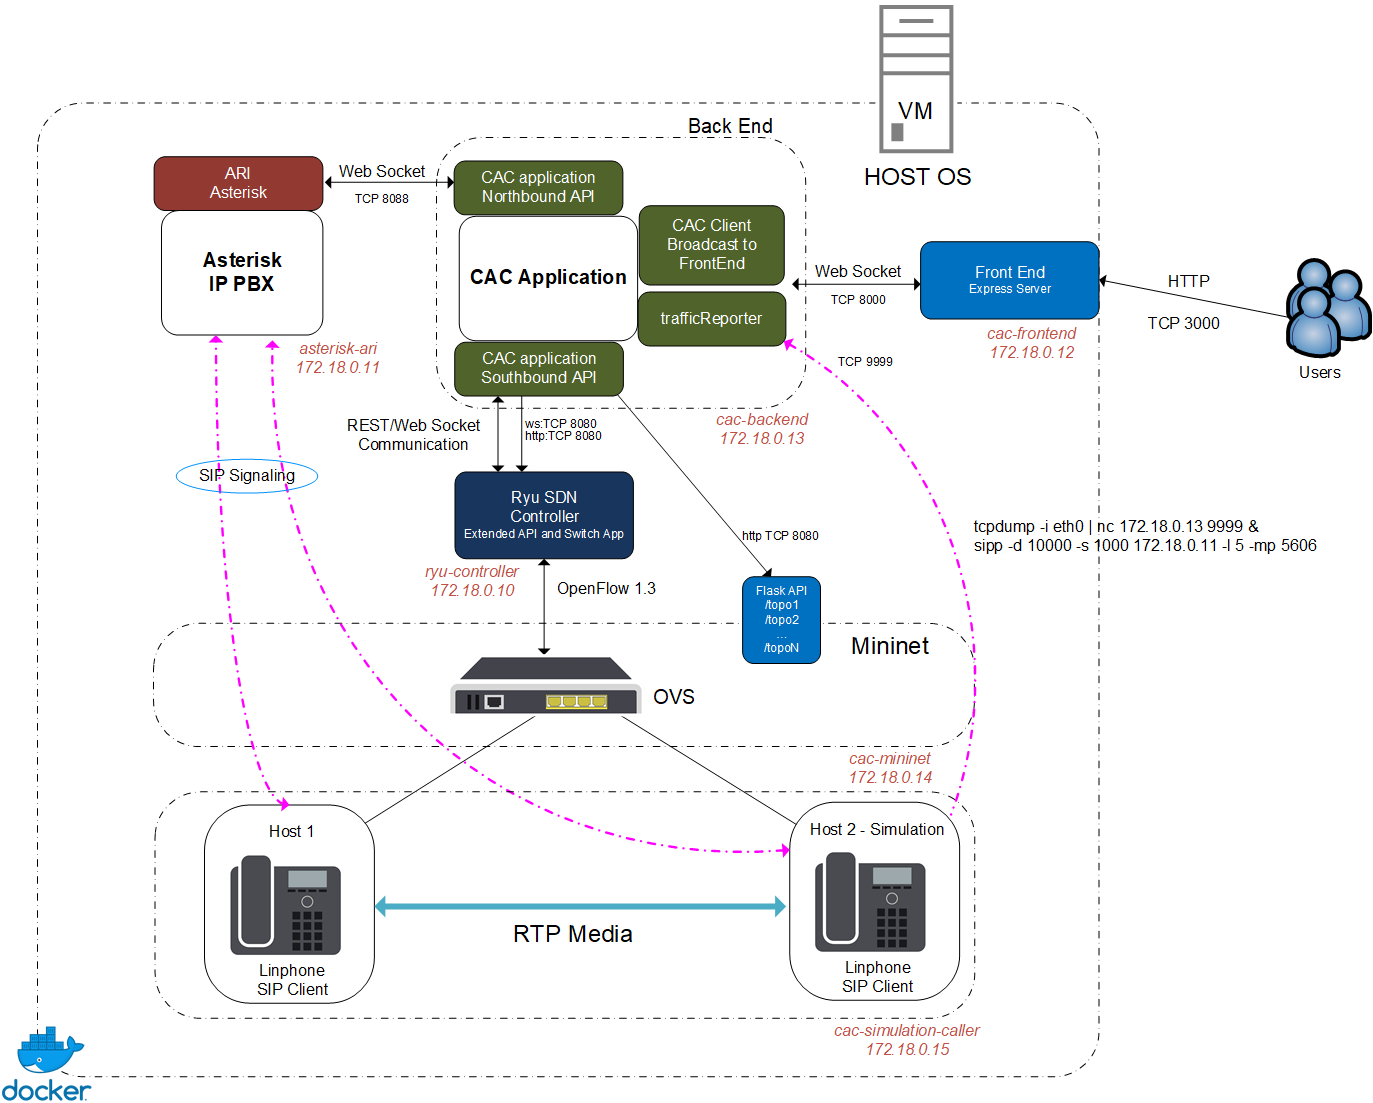 VM
HOST OS
Back End
ARI
Asterisk
Web Socket
TCP 8088
CAC application
Northbound API
CAC Client
Broadcast to
FrontEnd
Asterisk
IP PBX
CAC Application
trafficReporter
Web Socket
TCP 8000
Front End
Express Server
HTTP
TCP 3000
Users
cac-frontend
172.18.0.12
asterisk-ari
172.18.0.11
CAC application
Southbound API
TCP 9999
cac-backend
172.18.0.13
REST/Web Socket
Communication
ws:TCP 8080
http:TCP 8080
SIP Signaling
Ryu SDN
Controller
Extended API and Switch App
ryu-controller
172.18.0.10
http TCP 8080
tcpdump -i eth0 | nc 172.18.0.13 9999 &
sipp -d 10000 -s 1000 172.18.0.11 -l 5 -mp 5606
OpenFlow 1.3
Flask API
/topo1
/topo2
...
/topoN
Mininet
OVS
cac-mininet
172.18.0.14
Host 1
Linphone
SIP Client
RTP Media
Host 2 - Simulation
Linphone
SIP Client
cac-simulation-caller
172.18.0.15
docker